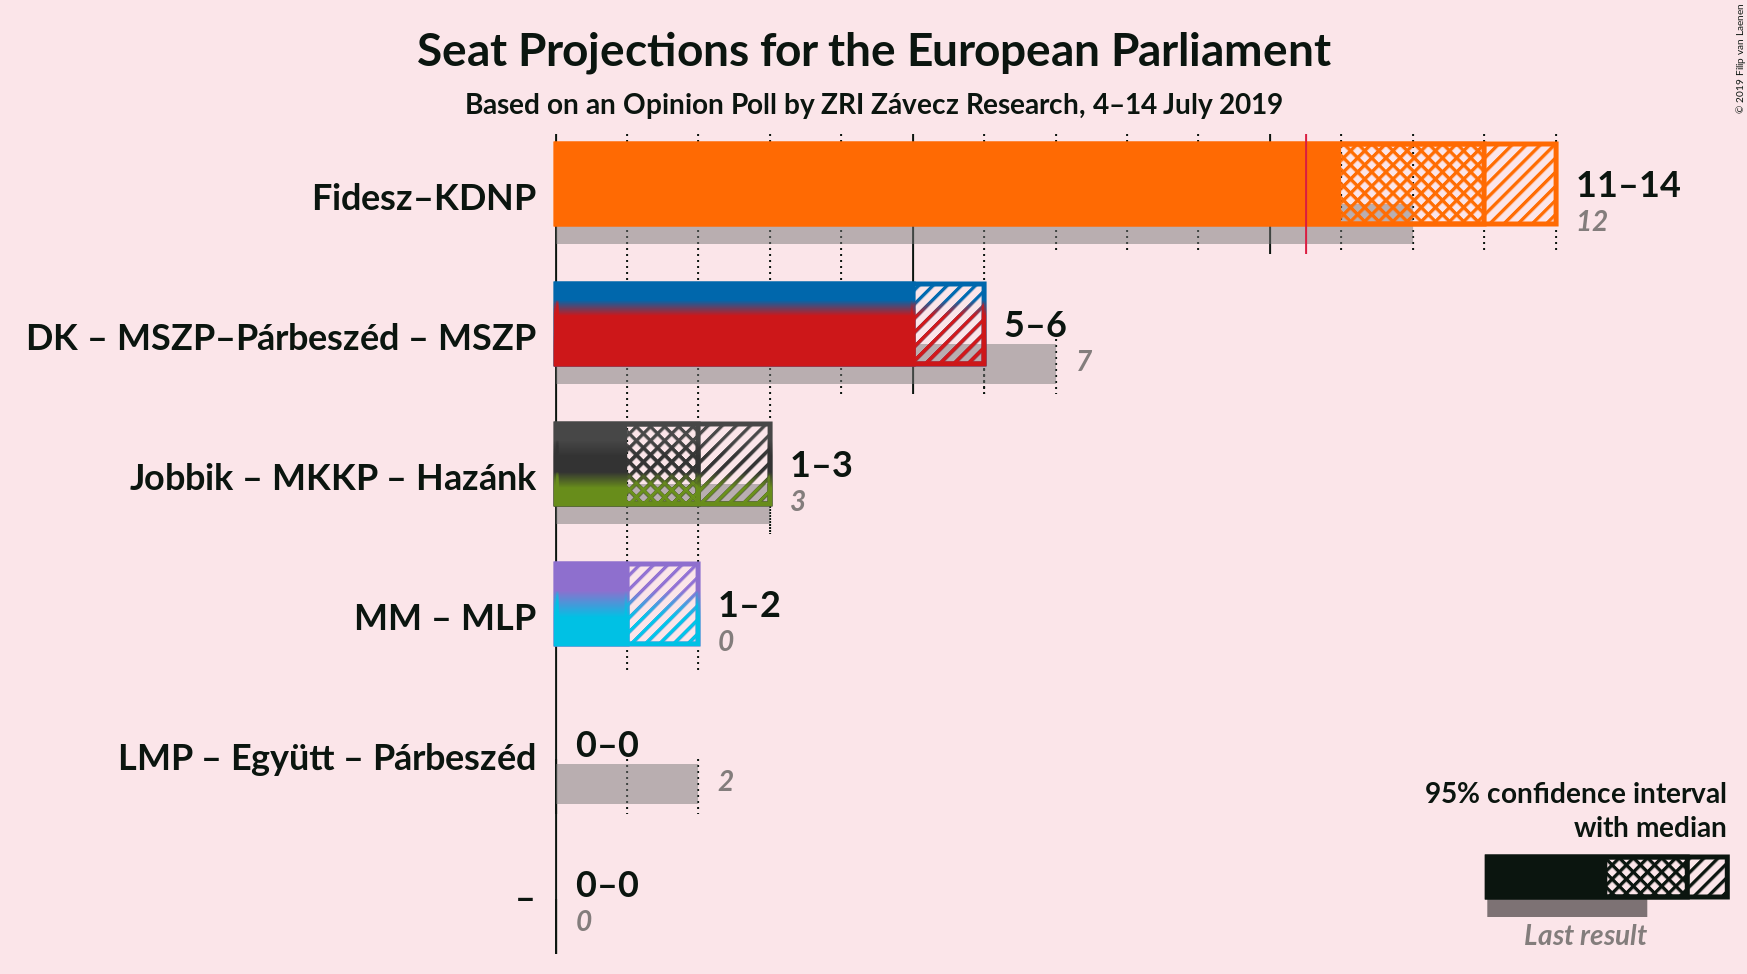 Seat Projections for the European Parliament
Based on an Opinion Poll by ZRI Závecz Research, 4–14 July 2019
© 2019 Filip van Laenen
Fidesz–KDNP
11–14
12
DK – MSZP–Párbeszéd – MSZP
5–6
7
Jobbik – MKKP – Hazánk
1–3
3
MM – MLP
1–2
0
LMP – Együtt – Párbeszéd
0–0
2
–
0–0
0
95% confidence interval
with median
Last result